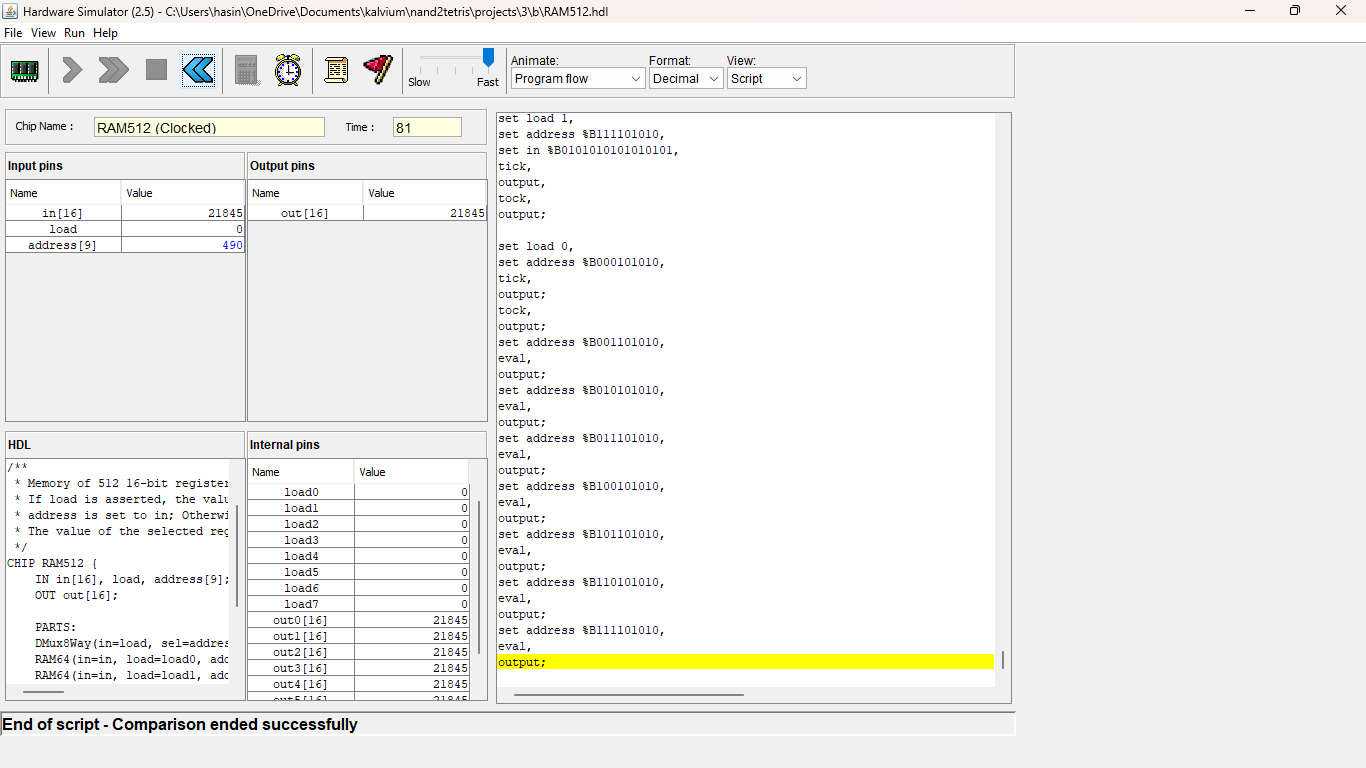 Hardware Simulator (2.5) - C:\Users\hasin\OneDrive\Documents\kalvium\nand2tetris\projects\3\b\RAM512.hdl
File View Run Help
Slow Fast
Animate: Format: View:
Program flow Decimal Script
Chip Name : RAM512 (Clocked) Time : 81
Input pins
Name Value
in[16] 21845
load 0
address[9] 490
Output pins
Name Value
out[16] 21845
HDL
/**
* Memory of 512 16-bit register
* If load is asserted, the valu
* address is set to in; Otherwi
* The value of the selected reg
*/
CHIP RAM512 {
IN in[16], load, address[9];
OUT out[16];
PARTS:
DMux8Way(in=load, sel=addres
RAM64(in=in, load=load0, add
RAM64(in=in, load=load1, add
Internal pins
Name Value
load0 0
load1 0
load2 0
load3 0
load4 0
load5 0
load6 0
load7 0
out0[16] 21845
out1[16] 21845
out2[16] 21845
out3[16] 21845
out4[16] 21845
out5[16] 21845
set load 1,
set address %B111101010,
set in %B0101010101010101,
tick,
output,
tock,
output;
set load 0,
set address %B000101010,
tick,
output;
tock,
output;
set address %B001101010,
eval,
output;
set address %B010101010,
eval,
output;
set address %B011101010,
eval,
output;
set address %B100101010,
eval,
output;
set address %B101101010,
eval,
output;
set address %B110101010,
eval,
output;
set address %B111101010,
eval,
output;
End of script - Comparison ended successfully